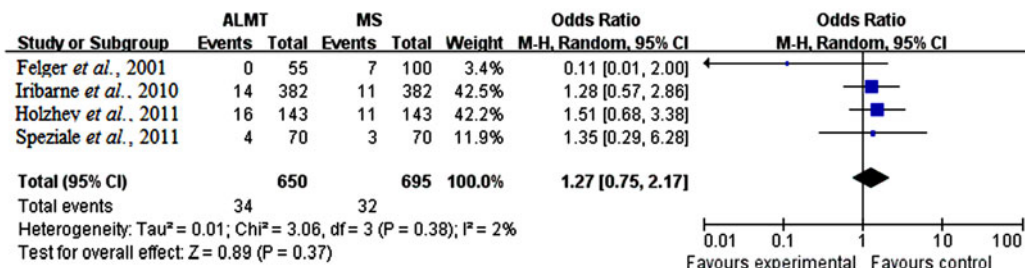 ALMT MS Odds Ratio Odds Ratio
Study or Subgroup Events Total Events Total Weight M-H, Random, 95% CI M-H, Random, 95% CI
Felger et al., 2001 0 55 7 100 3.4% 0.11 [0.01, 2.00]
Iribarne et al., 2010 14 382 11 382 42.5% 1.28 [0.57, 2.86]
Holzhey et al., 2011 16 143 11 143 42.2% 1.51 [0.68, 3.38]
Speziale et al., 2011 4 70 3 70 11.9% 1.35 [0.29, 6.28]
Total (95% CI) 650 695 100.0% 1.27 [0.75, 2.17]
Total events 34 32
Heterogeneity: Tau² = 0.01; Chi² = 3.06, df = 3 (P = 0.38); I² = 2%
Test for overall effect: Z = 0.89 (P = 0.37)
0.01 0.1 1 10 100
Favours experimental Favours control